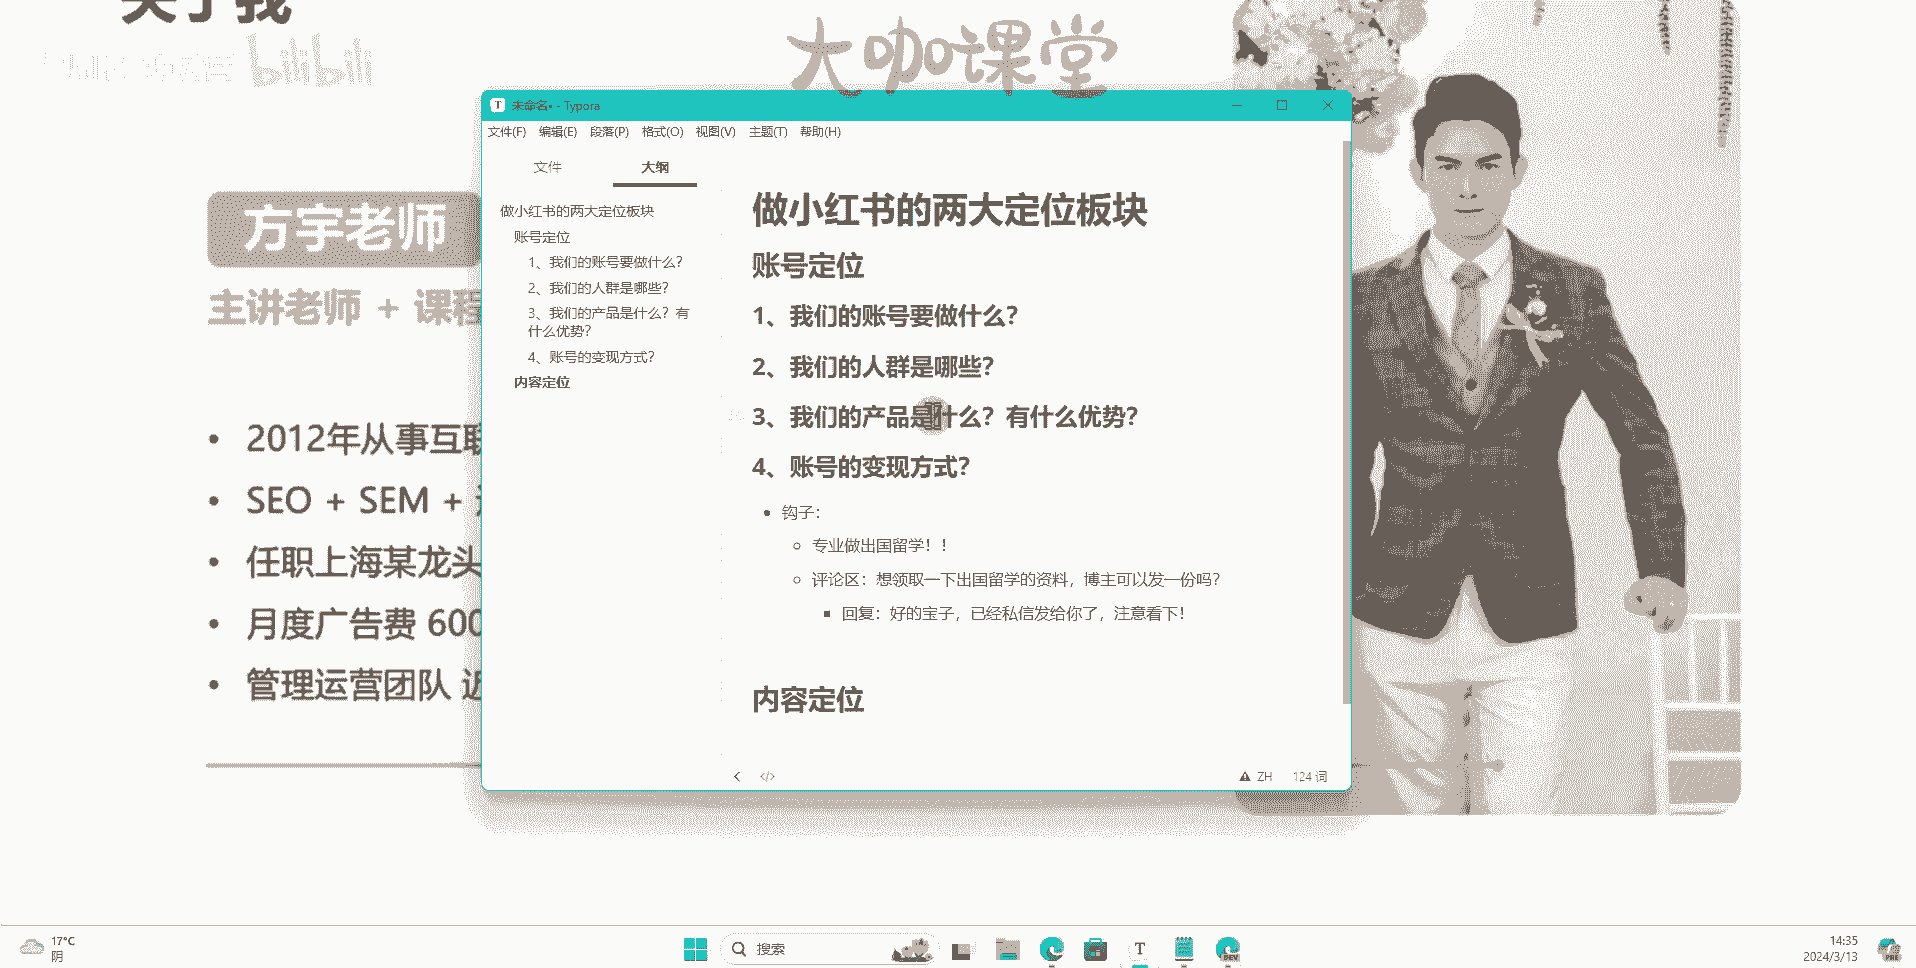 关于我
bilibili
大咖课堂
方宇老师
主讲老师 + 课程
• 2012年从事互联
• SEO + SEM +
• 任职上海某龙头
• 月度广告费 600
• 管理运营团队 近
未命名• - Typora
文件(F) 编辑(E) 段落(P) 格式(O) 视图(V) 主题(T) 帮助(H)
文件 大纲
做小红书的两大定位板块
账号定位
1、我们的账号要做什么？
2、我们的人群是哪些？
3、我们的产品是什么？有
什么优势？
4、账号的变现方式？
内容定位
做小红书的两大定位板块
账号定位
1、我们的账号要做什么？
2、我们的人群是哪些？
3、我们的产品是什么？有什么优势？
4、账号的变现方式？
• 钩子：
专业做出国留学！！
评论区：想领取一下出国留学的资料，博主可以发一份吗？
回复：好的宝子，已经私信发给你了，注意看下！
内容定位
ZH 124 词
17°C
阴
搜索
14:35
2024/3/13